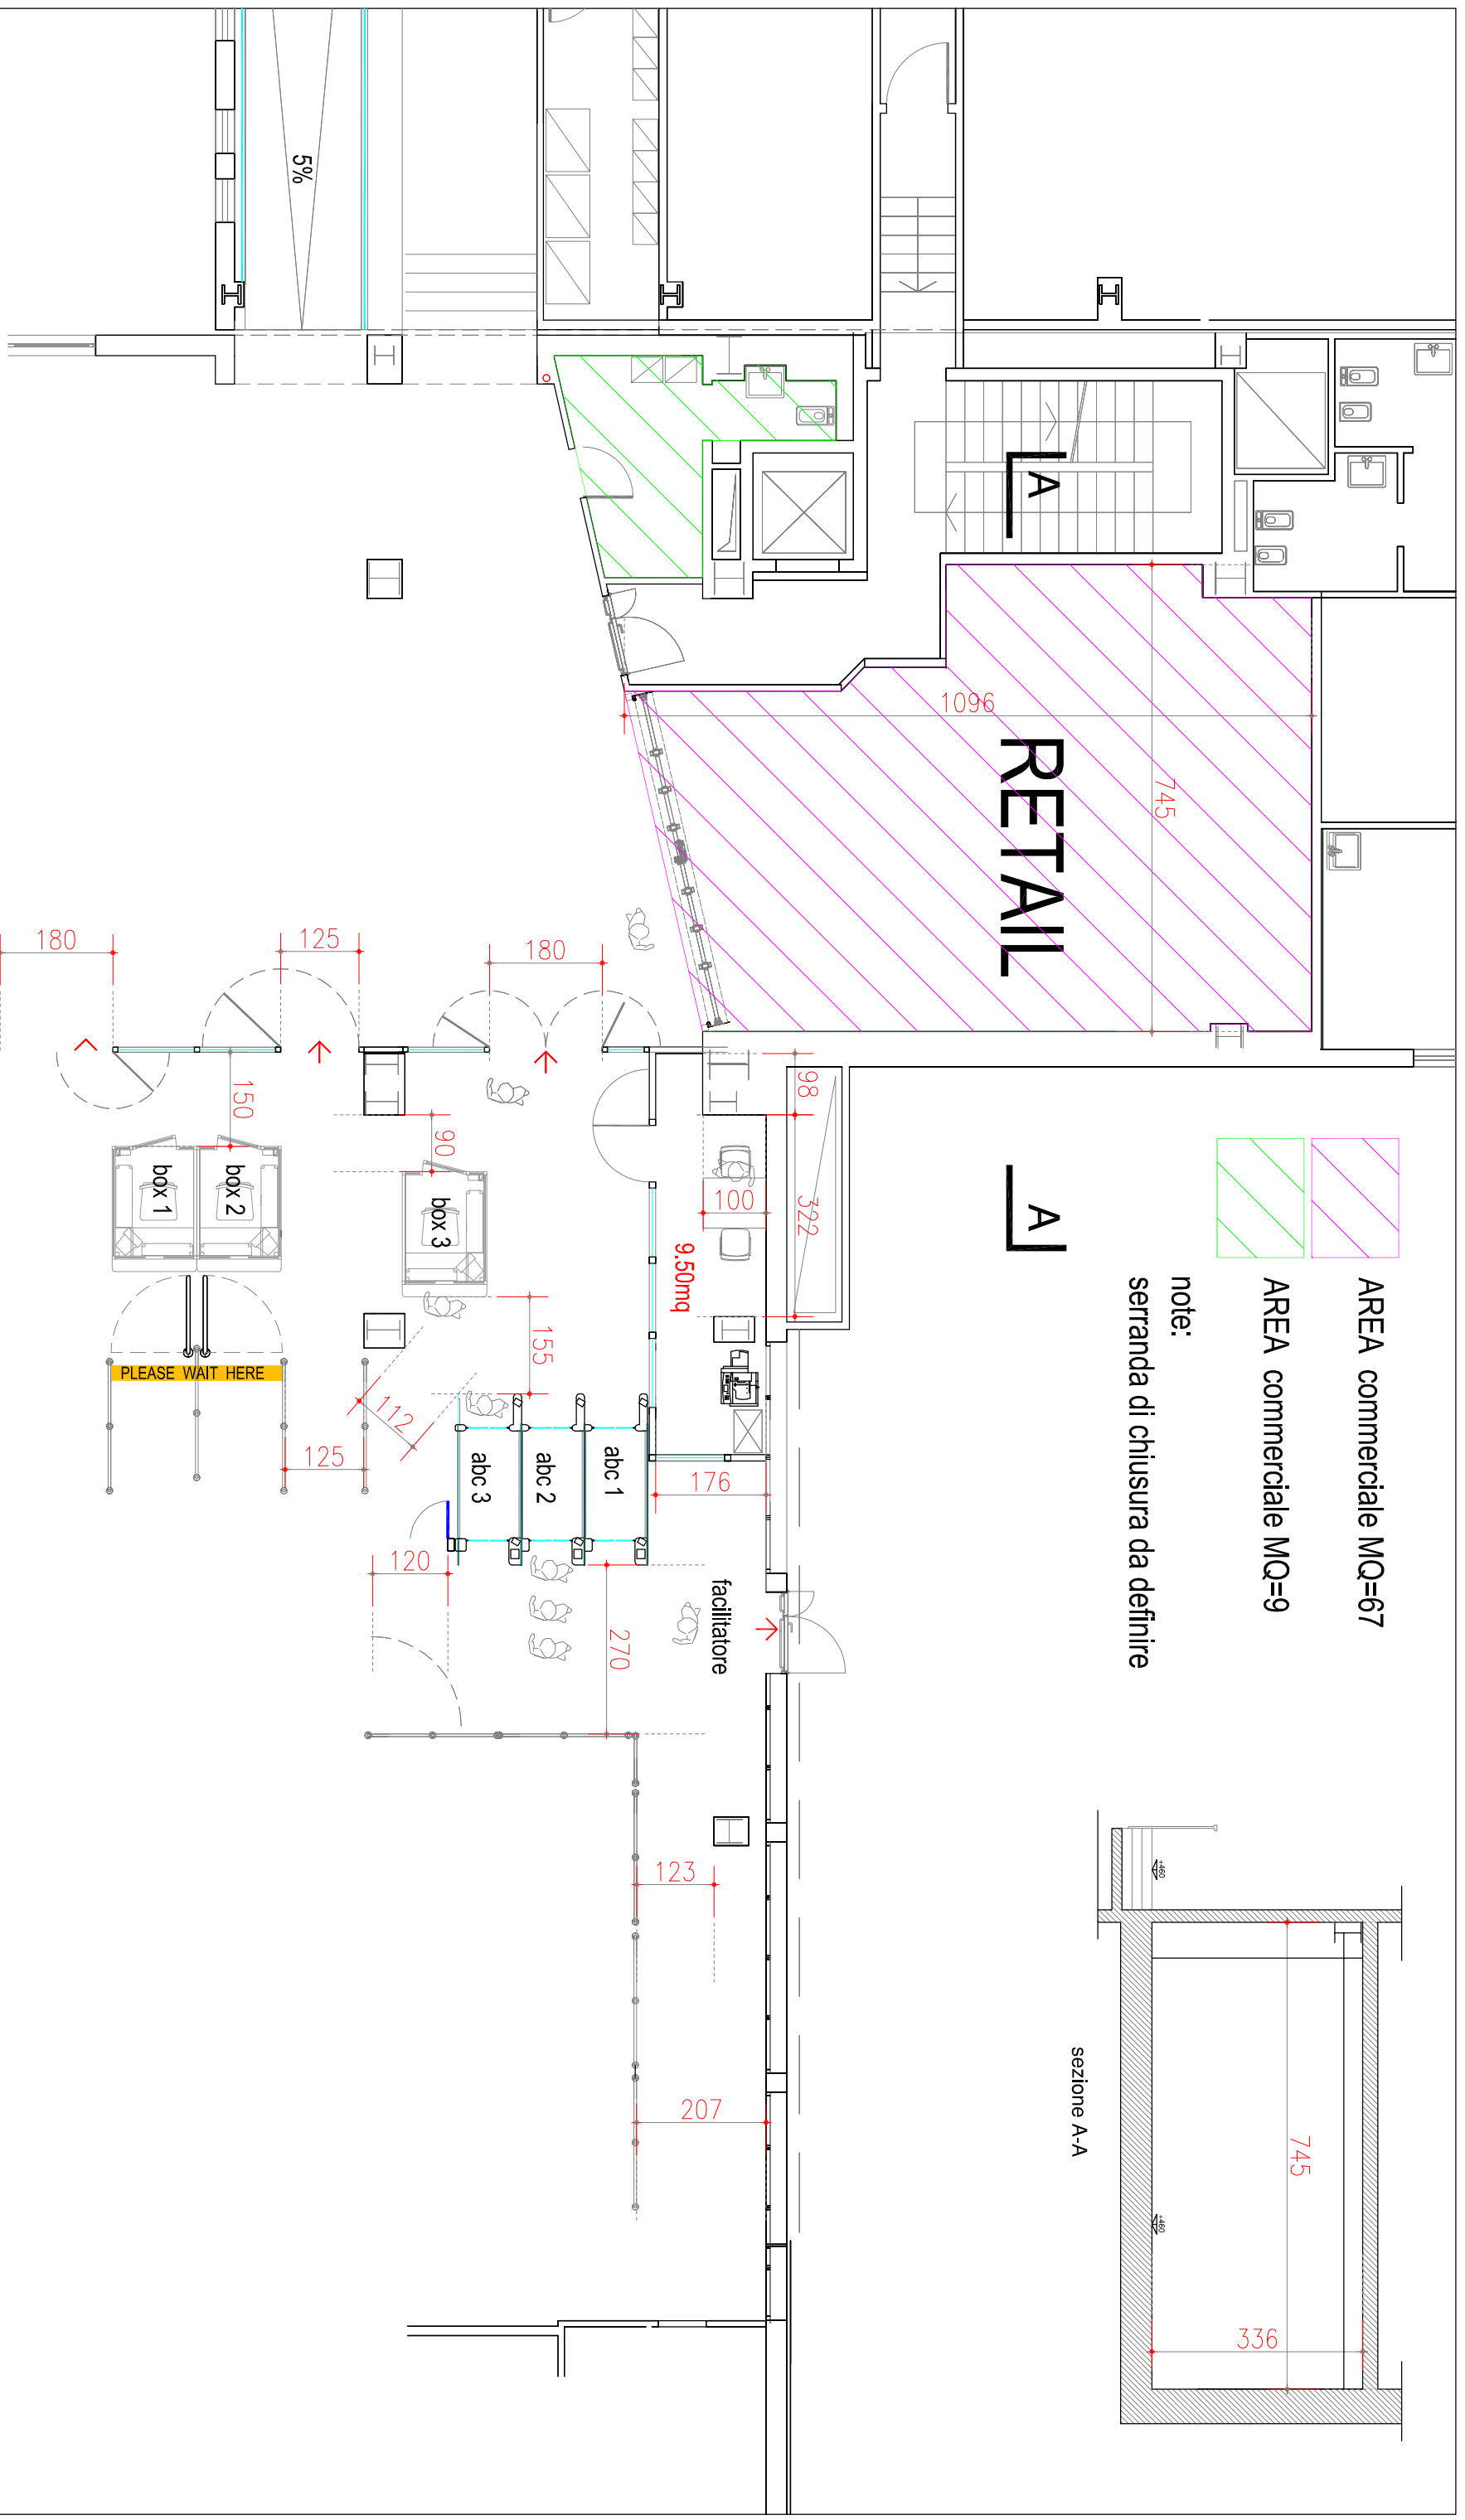 AREA commerciale MQ=67
AREA commerciale MQ=9
note:
serranda di chiusura da definire
A
A
RETAIL
1096
745
5%
180
125
180
98
322
100
9.50mq
150
90
box 1
box 2
box 3
155
112
125
PLEASE WAIT HERE
abc 1
abc 2
abc 3
176
120
270
facilitatore
123
207
sezione A-A
745
336
+460
+460